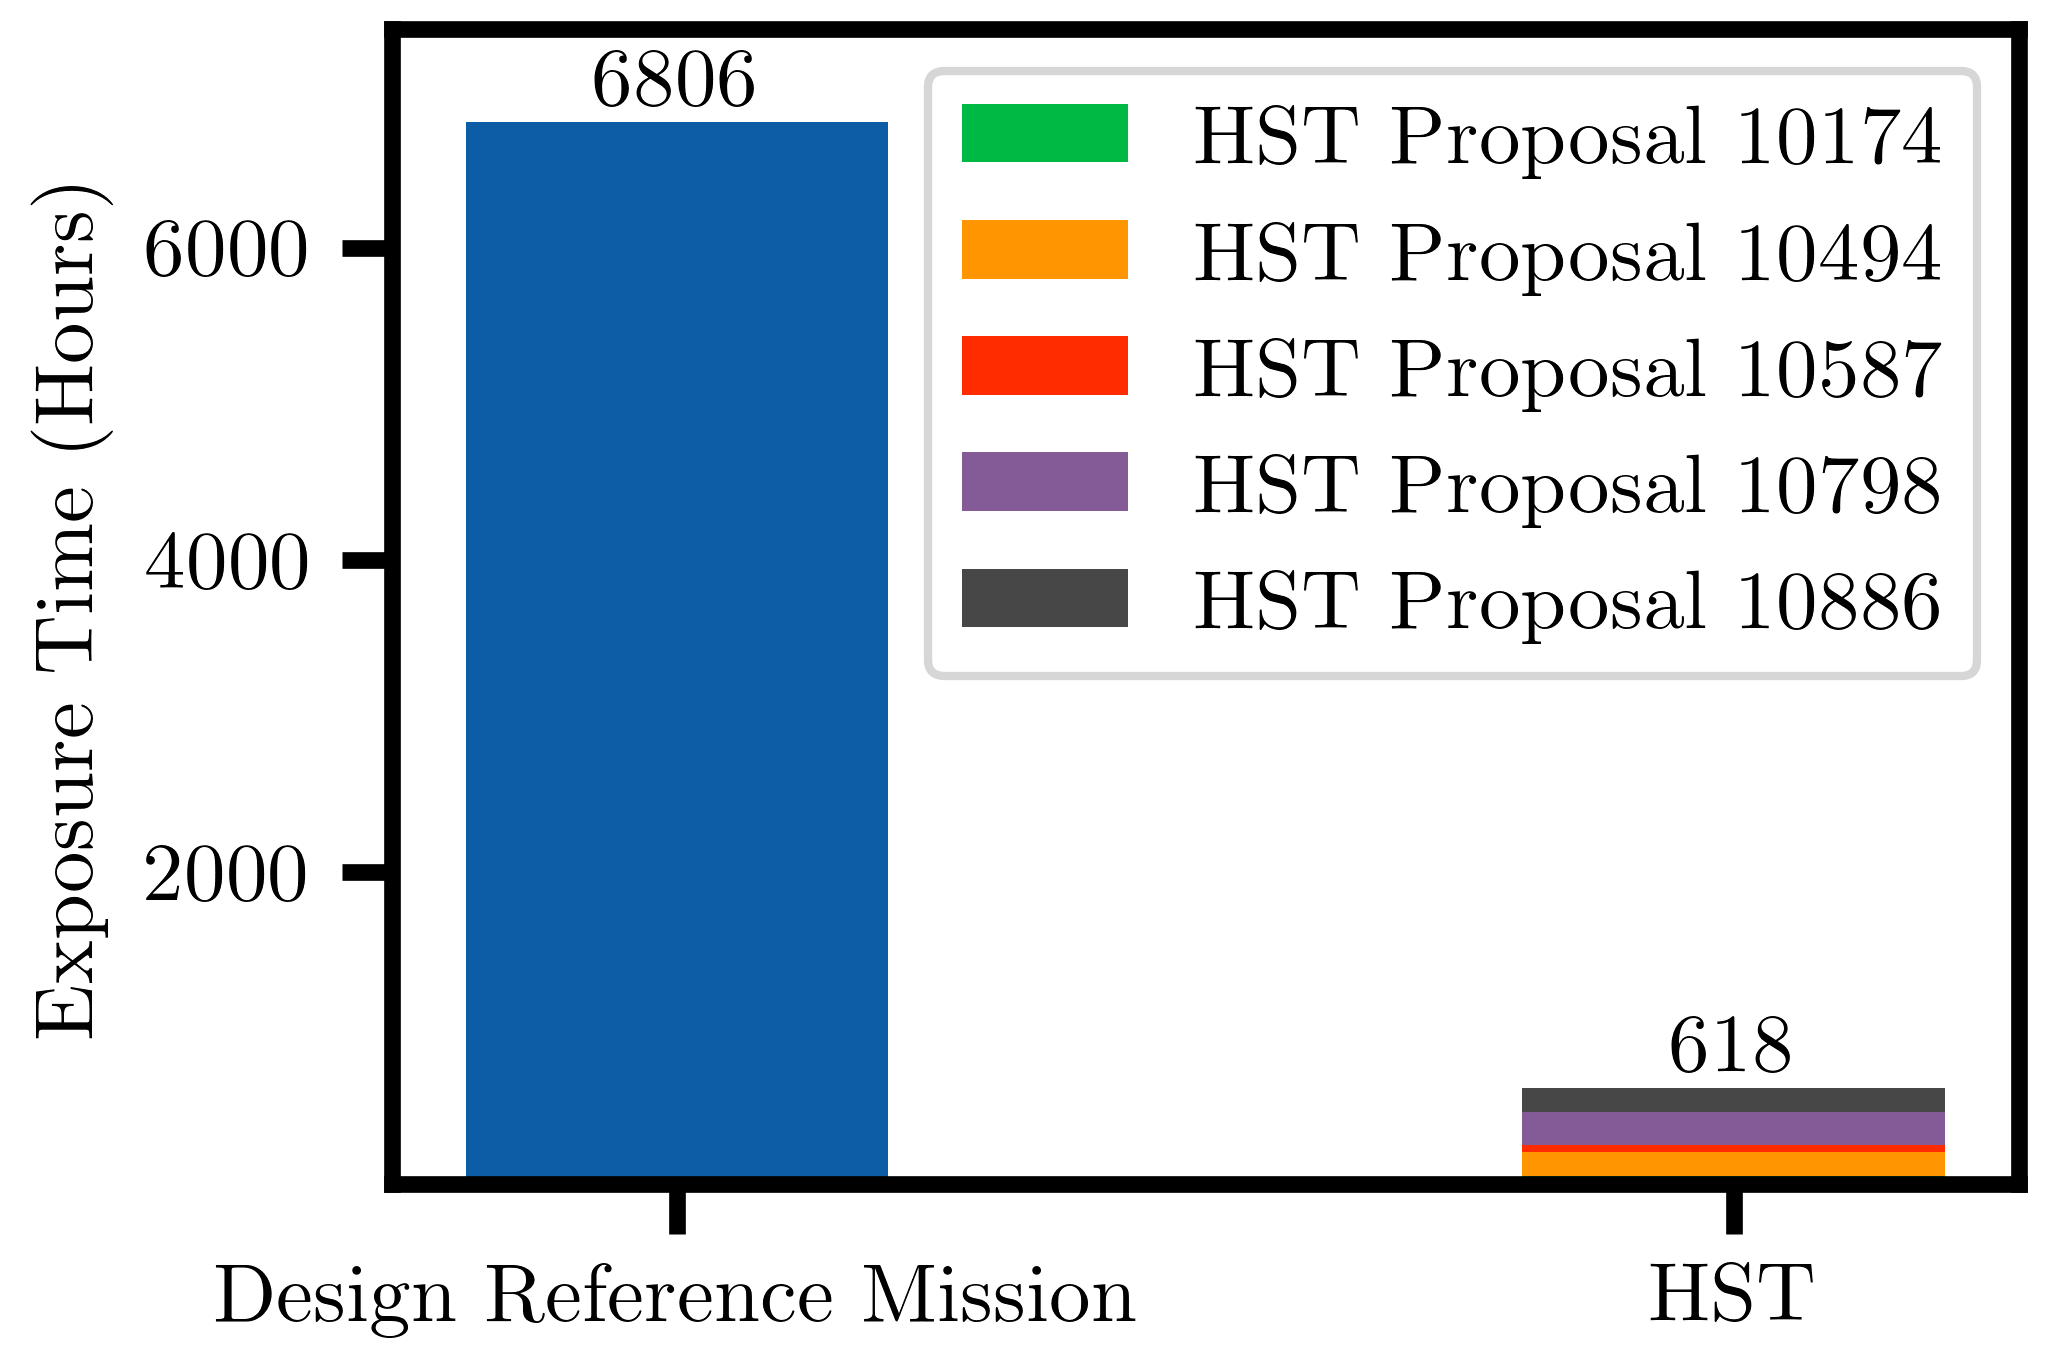 6806
HST Proposal 10174
HST Proposal 10494
HST Proposal 10587
HST Proposal 10798
HST Proposal 10886
Exposure Time (Hours)
6000
4000
2000
618
Design Reference Mission
HST